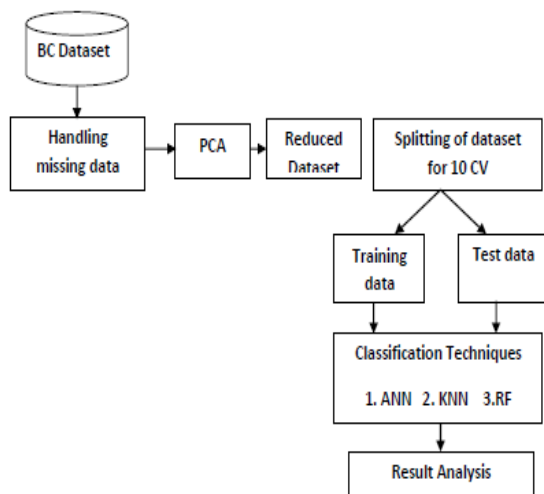 BC Dataset
Handling
missing data
PCA
Reduced
Dataset
Splitting of dataset
for 10 CV
Training
data
Test data
Classification Techniques
1. ANN 2. KNN 3.RF
Result Analysis